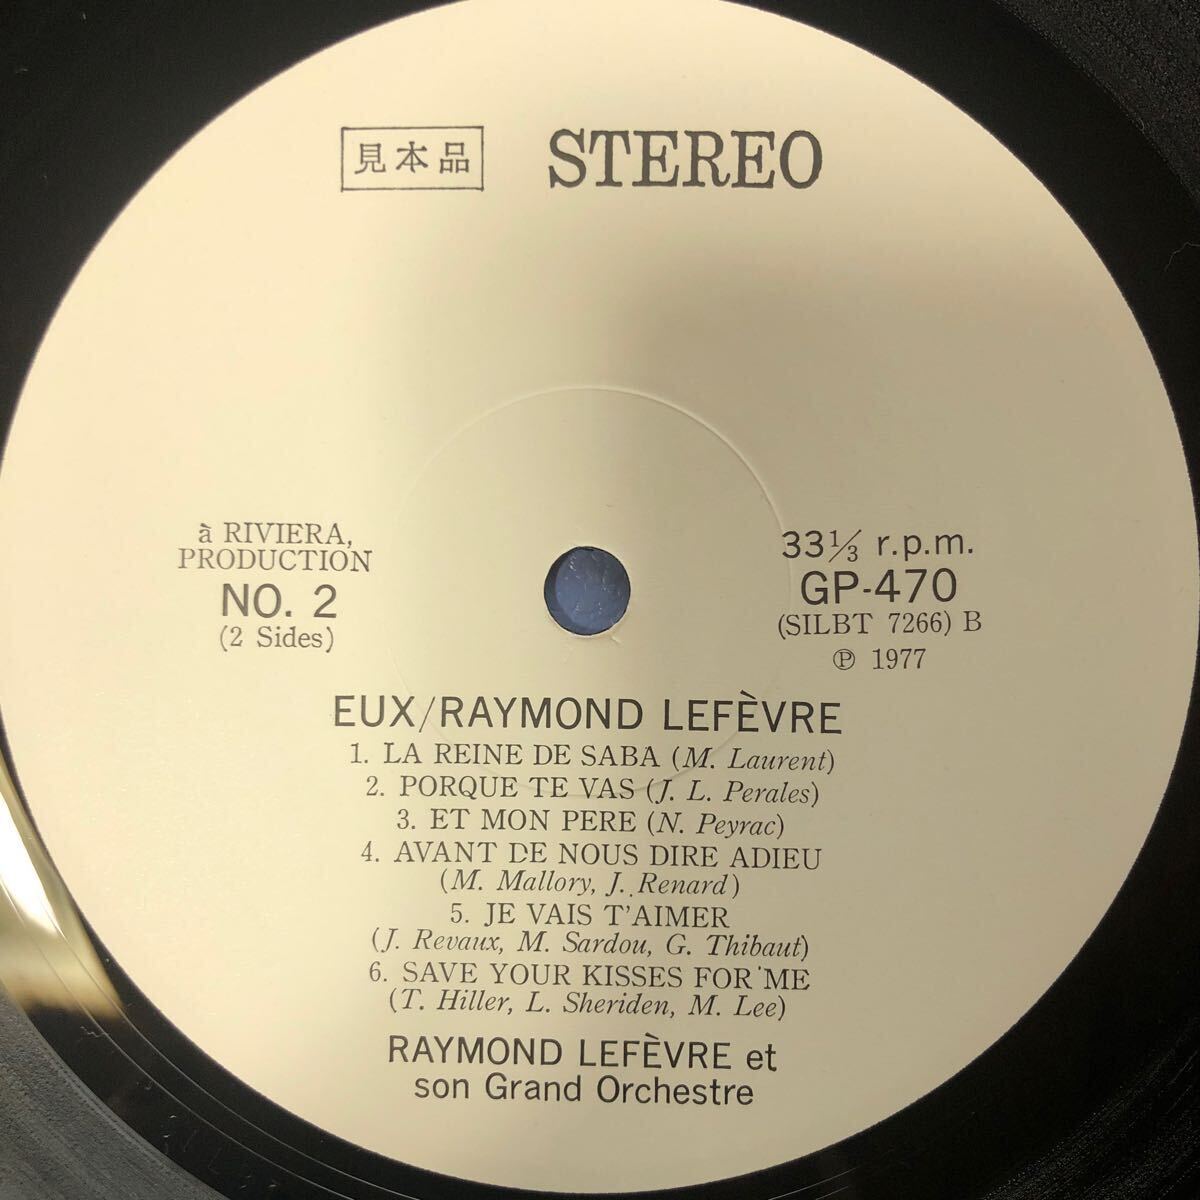 見本品 STEREO
à RIVIERA,
PRODUCTION
NO. 2
(2 Sides)
33⅓ r.p.m.
GP-470
(SILBT 7266) B
Ⓟ 1977
EUX/RAYMOND LEFÈVRE
1. LA REINE DE SABA (M. Laurent)
2. PORQUE TE VAS (J. L. Perales)
3. ET MON PERE (N. Peyrac)
4. AVANT DE NOUS DIRE ADIEU
(M. Mallory, J. Renard)
5. JE VAIS T'AIMER
(J. Revaux, M. Sardou, G. Thibaut)
6. SAVE YOUR KISSES FOR ME
(T. Hiller, L. Sheriden, M. Lee)
RAYMOND LEFÈVRE et
son Grand Orchestre